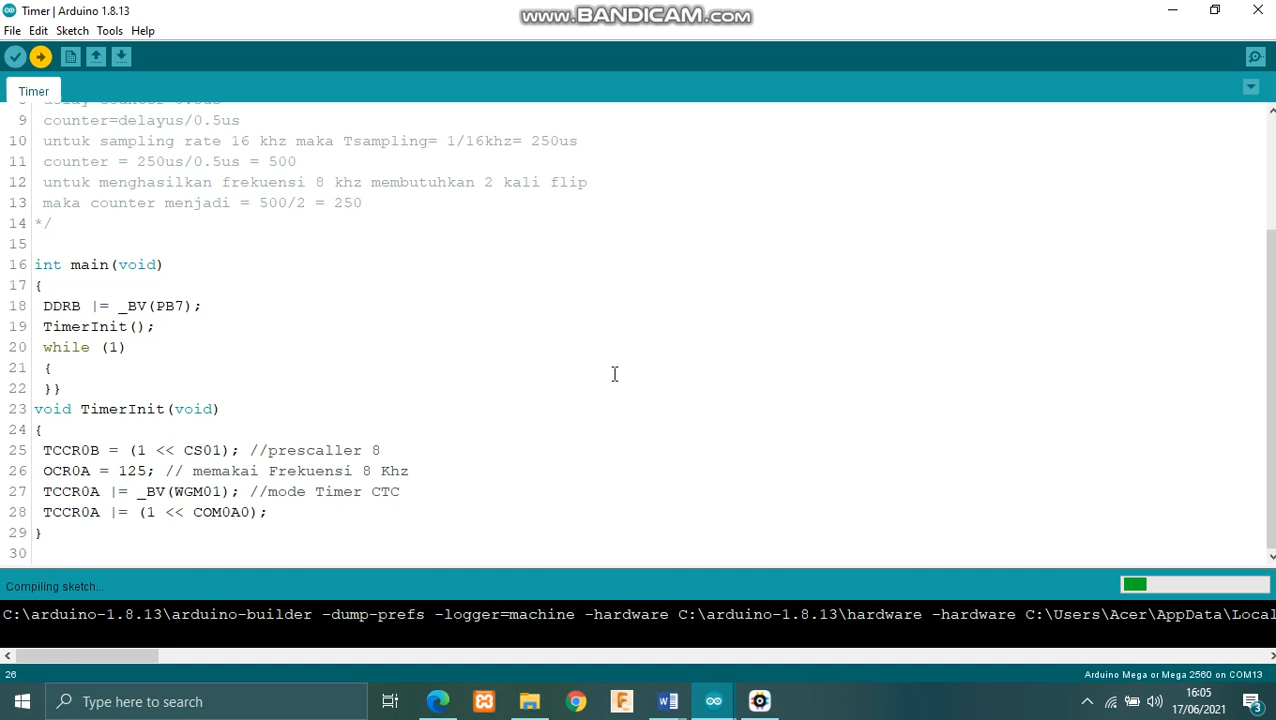 Timer | Arduino 1.8.13
www.BANDICAM.com
File Edit Sketch Tools Help
Timer
9 counter=delayus/0.5us
10 untuk sampling rate 16 khz maka Tsampling= 1/16khz= 250us
11 counter = 250us/0.5us = 500
12 untuk menghasilkan frekuensi 8 khz membutuhkan 2 kali flip
13 maka counter menjadi = 500/2 = 250
14 */
15
16 int main(void)
17 {
18 DDRB |= _BV(PB7);
19 TimerInit();
20 while (1)
21 {
22 }}
23 void TimerInit(void)
24 {
25 TCCR0B = (1 << CS01); //prescaller 8
26 OCR0A = 125; // memakai Frekuensi 8 Khz
27 TCCR0A |= _BV(WGM01); //mode Timer CTC
28 TCCR0A |= (1 << COM0A0);
29 }
30
Compiling sketch...
C:\arduino-1.8.13\arduino-builder -dump-prefs -logger=machine -hardware C:\arduino-1.8.13\hardware -hardware C:\Users\Acer\AppData\Local
26
Arduino Mega or Mega 2560 on COM13
Type here to search
16:05
17/06/2021
3